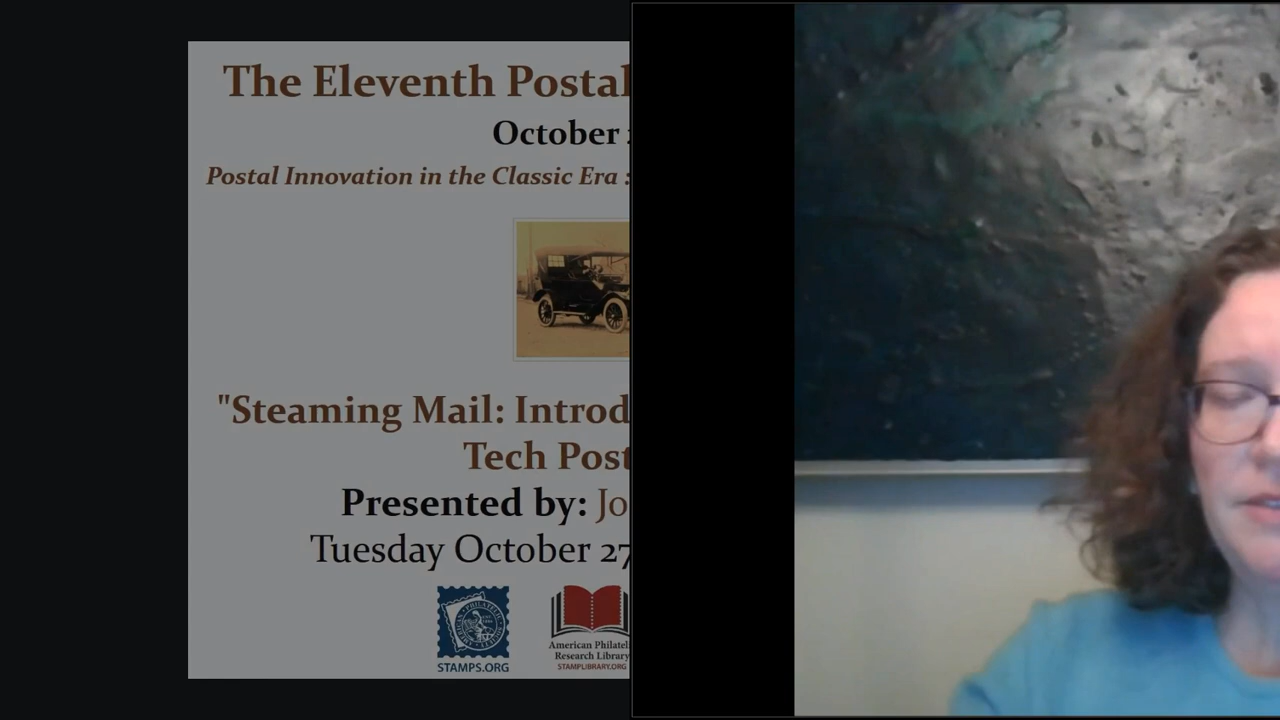 The Eleventh Postal
October
Postal Innovation in the Classic Era :
"Steaming Mail: Introd
Tech Post
Presented by: Jo
Tuesday October 27
STAMPS.ORG
American Philatel
Research Library
STAMPLIBRARY.ORG